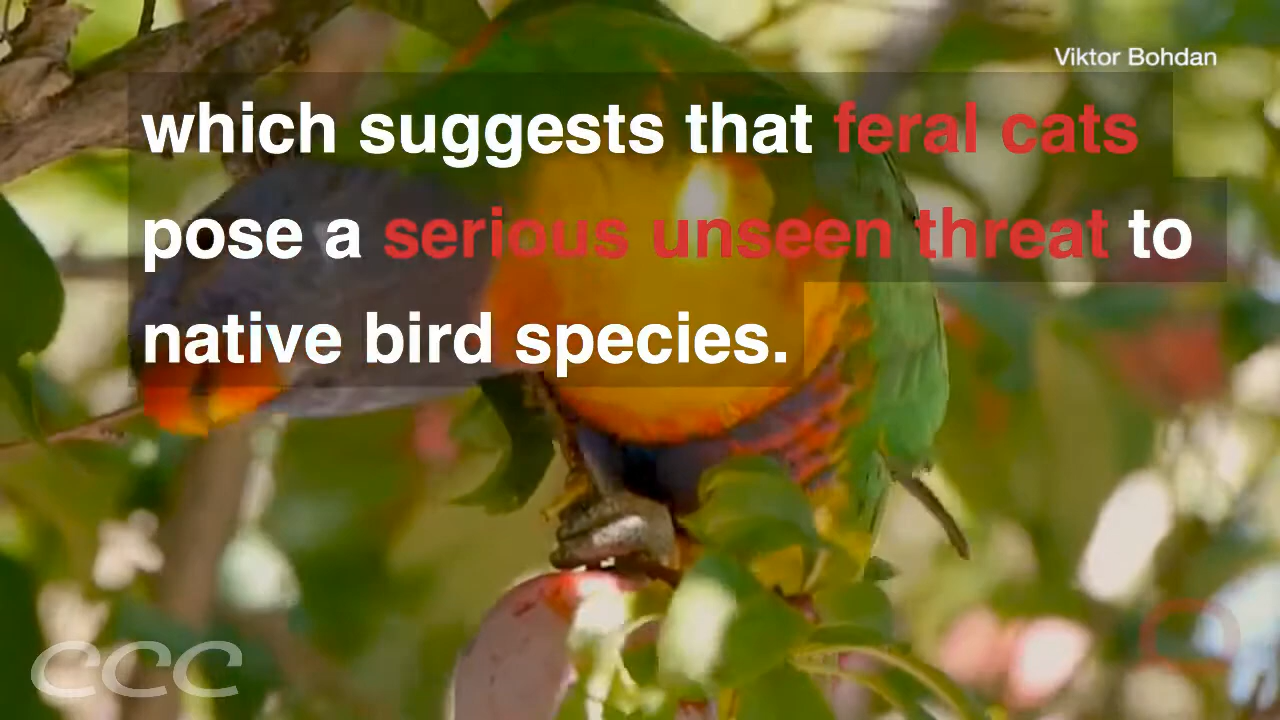 Viktor Bohdan
which suggests that feral cats
pose a serious unseen threat to
native bird species.
CCC